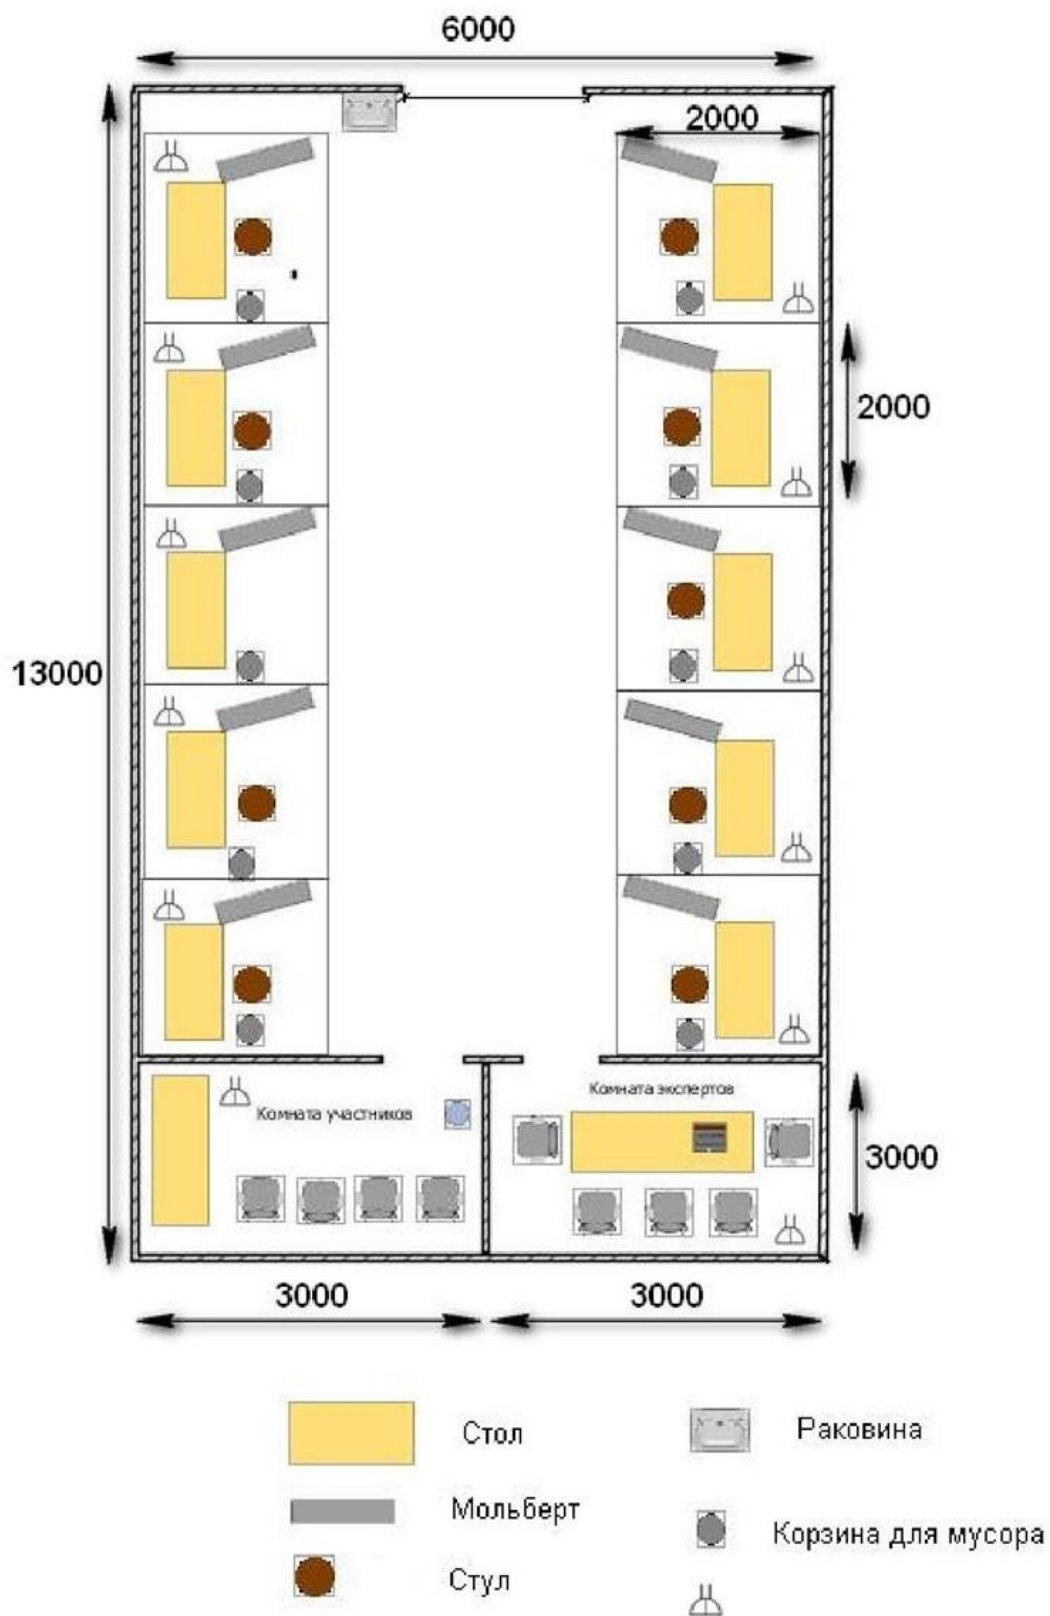 6000
2000
2000
13000
Комната участников
Комната экспертов
3000
3000
3000
Стол
Раковина
Мольберт
Корзина для мусора
Стул